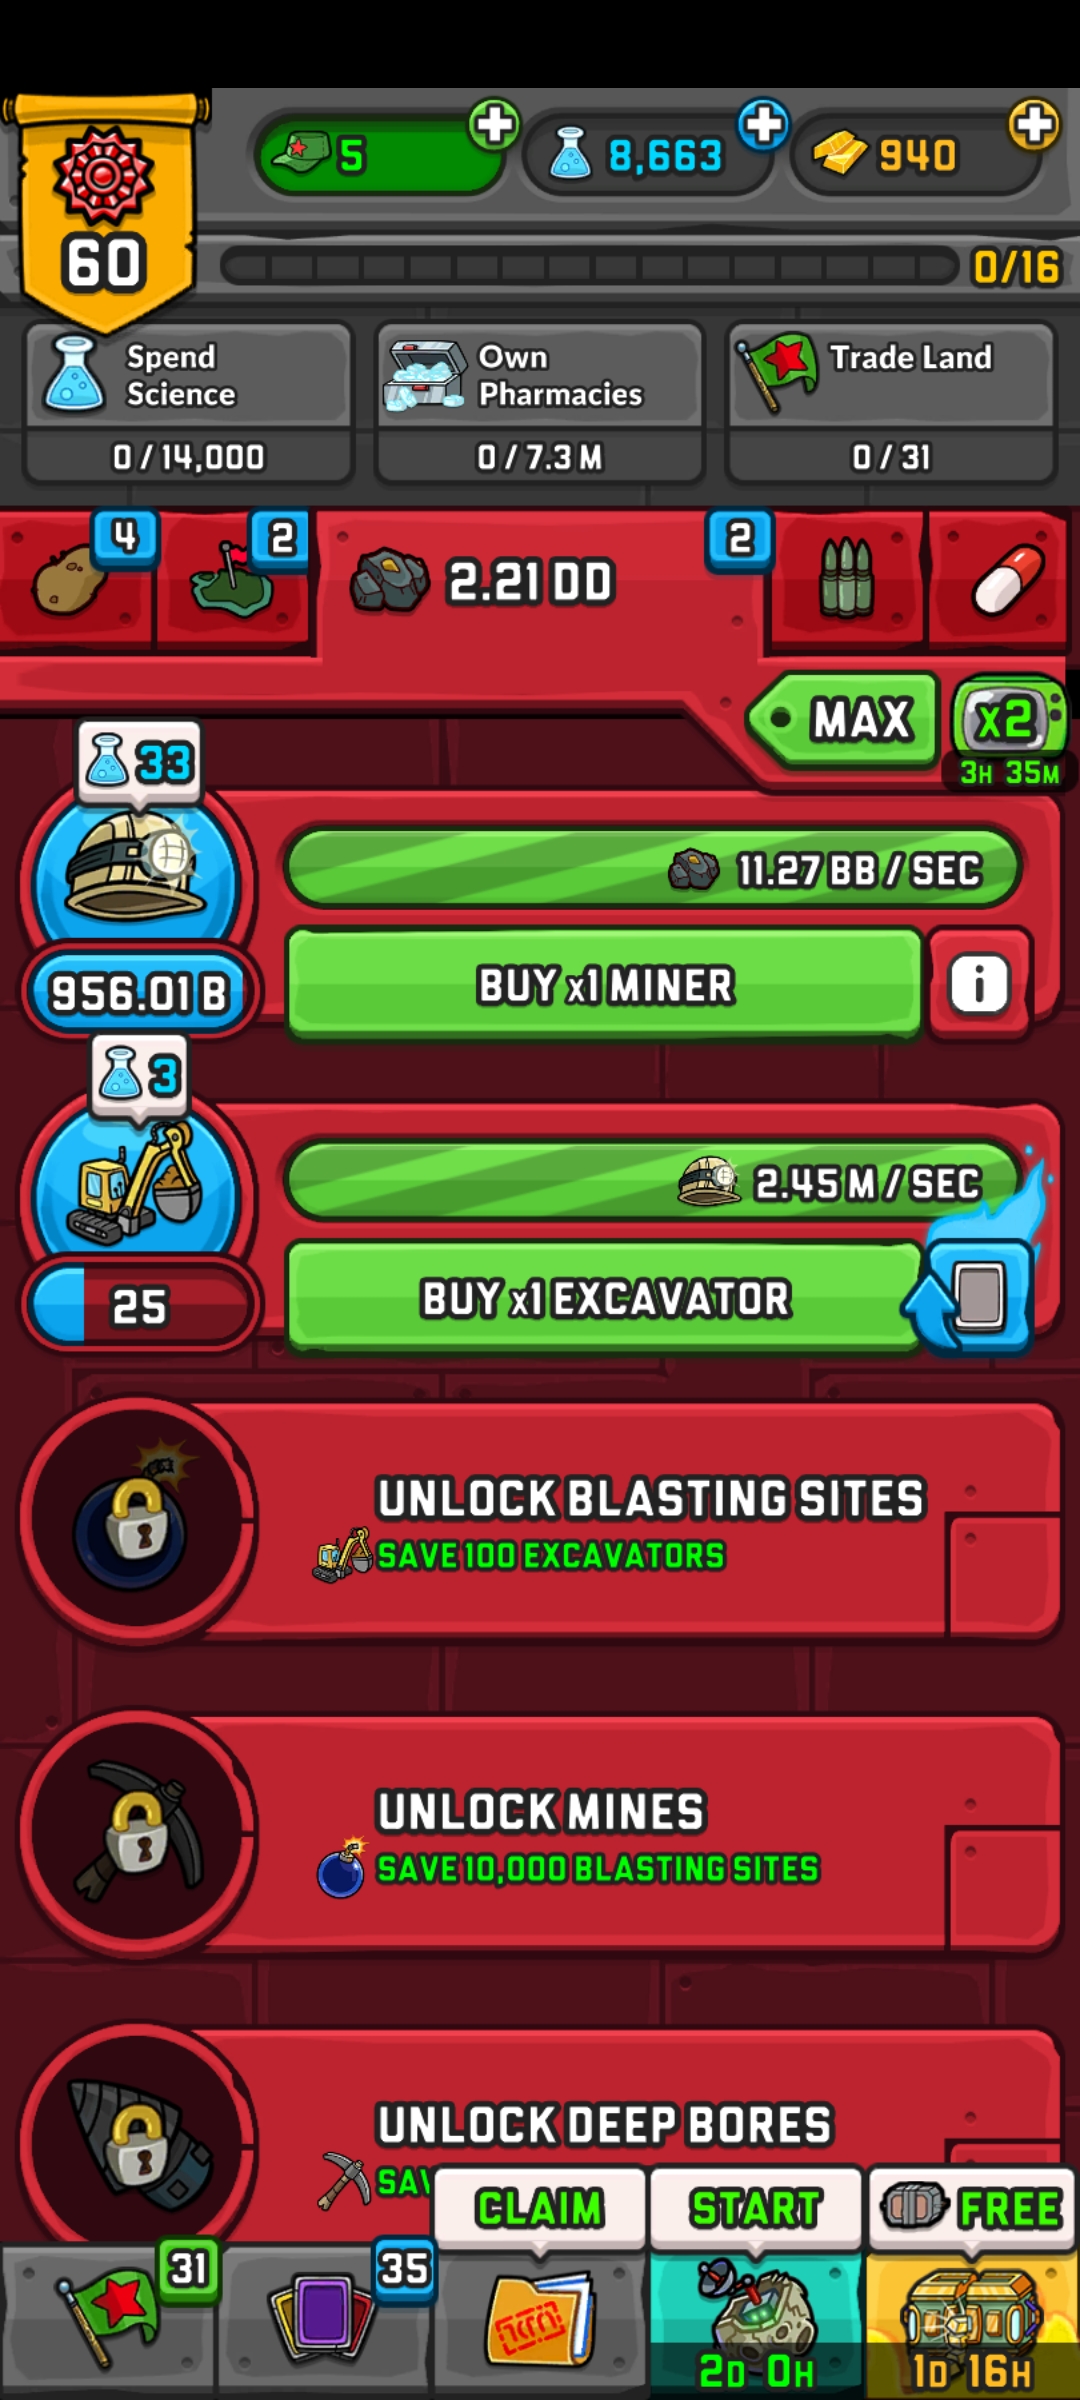 5
8,663
940
60
0/16
Spend
Science
0 / 14,000
Own
Pharmacies
0 / 7.3 M
Trade Land
0 / 31
4
2
2.21 DD
2
MAX
x2
3H 35M
33
11.27 BB / SEC
956.01 B
BUY x1 MINER
i
3
2.45 M / SEC
25
BUY x1 EXCAVATOR
UNLOCK BLASTING SITES
SAVE 100 EXCAVATORS
UNLOCK MINES
SAVE 10,000 BLASTING SITES
UNLOCK DEEP BORES
CLAIM
START
FREE
31
35
2D 0H
1D 16H